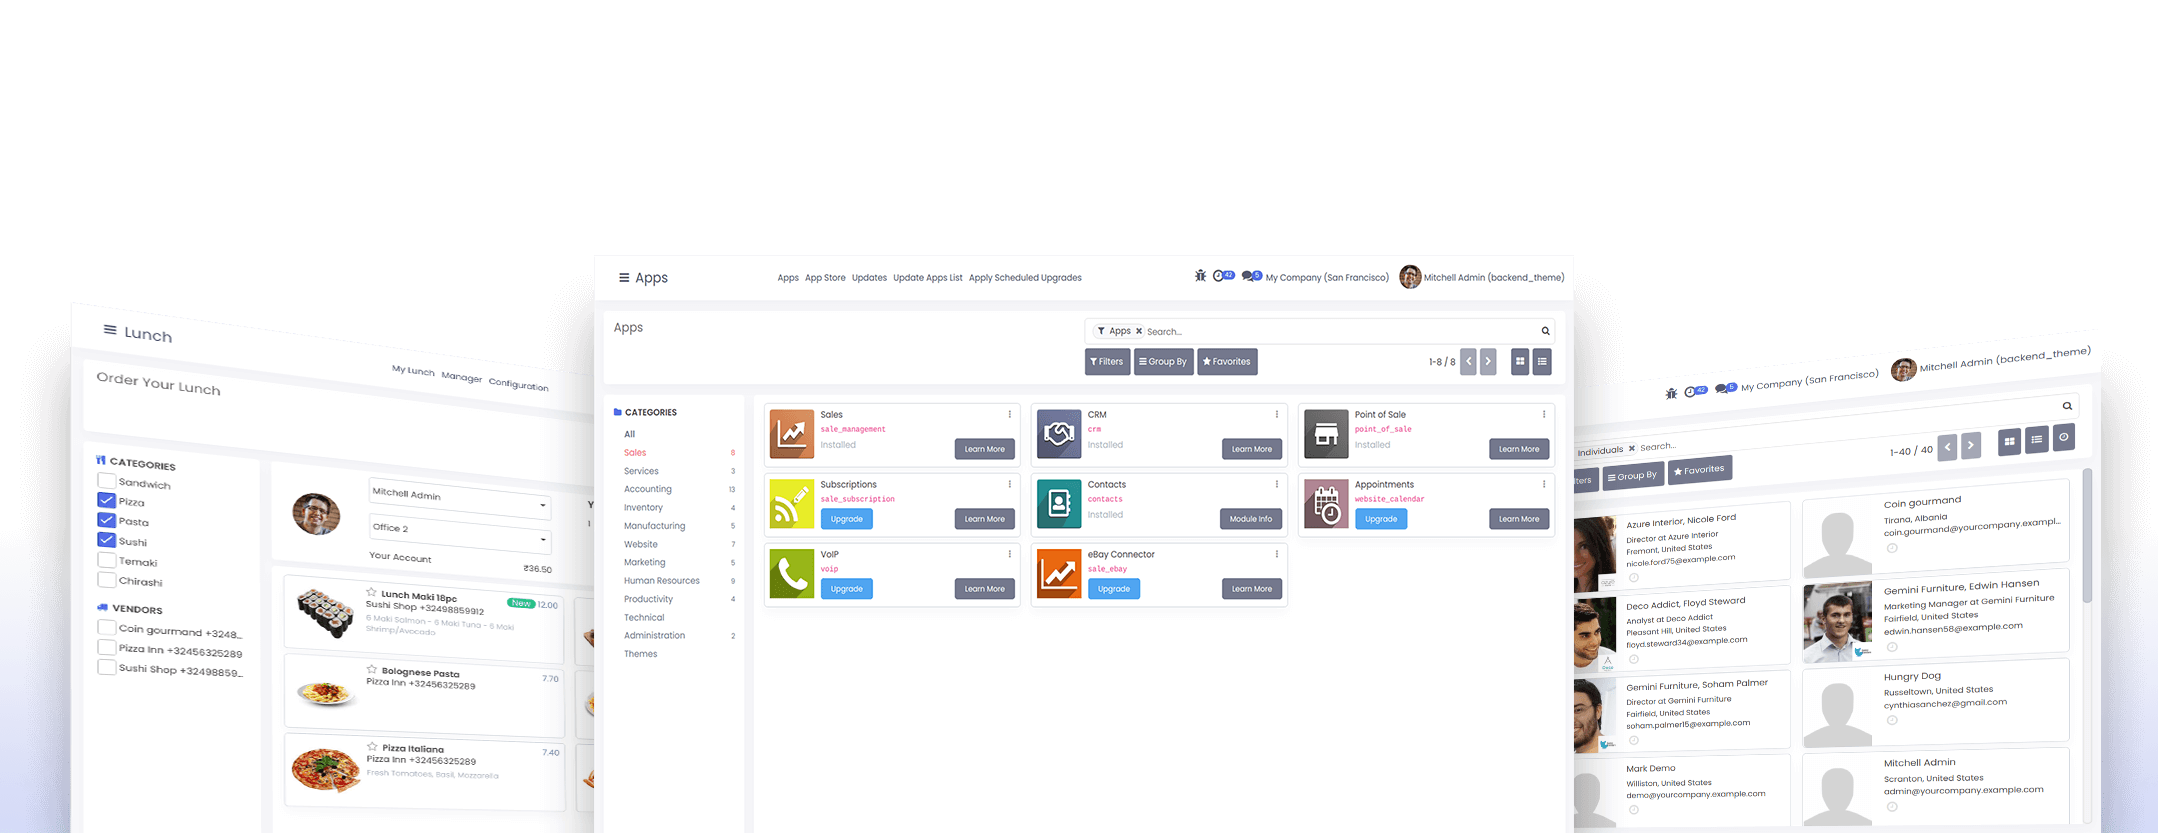 Lunch
My Lunch Manager Configuration
Order Your Lunch
CATEGORIES
Sandwich
Pizza
Pasta
Sushi
Temaki
Chirashi
VENDORS
Coin gourmand +3248...
Pizza Inn +32456325289
Sushi Shop +32498859...
Mitchell Admin
Office 2
Your Account
₹36.50
Y
1
Lunch Maki 18pc
New 12.00
Sushi Shop +32498859912
6 Maki Salmon - 6 Maki Tuna - 6 Maki
Shrimp/Avocado
Bolognese Pasta
7.70
Pizza Inn +32456325289
Pizza Italiana
7.40
Pizza Inn +32456325289
Fresh Tomatoes, Basil, Mozzarella
Apps
Apps App Store Updates Update Apps List Apply Scheduled Upgrades
42 5 My Company (San Francisco) Mitchell Admin (backend_theme)
Apps
Apps × Search...
Filters Group By Favorites
1-8 / 8
CATEGORIES
All
Sales 8
Services 3
Accounting 13
Inventory 4
Manufacturing 5
Website 7
Marketing 5
Human Resources 9
Productivity 4
Technical
Administration 2
Themes
Sales
sale_management
Installed
Learn More
CRM
crm
Installed
Learn More
Point of Sale
point_of_sale
Installed
Learn More
Subscriptions
sale_subscription
Upgrade
Learn More
Contacts
contacts
Installed
Module Info
Appointments
website_calendar
Upgrade
Learn More
VoIP
voip
Upgrade
Learn More
eBay Connector
sale_ebay
Upgrade
Learn More
42 5 My Company (San Francisco) Mitchell Admin (backend_theme)
Individuals × Search...
lters Group By Favorites
1-40 / 40
Azure Interior, Nicole Ford
Director at Azure Interior
Fremont, United States
nicole.ford75@example.com
Coin gourmand
Tirana, Albania
coin.gourmand@yourcompany.exampl...
Deco Addict, Floyd Steward
Analyst at Deco Addict
Pleasant Hill, United States
floyd.steward34@example.com
Gemini Furniture, Edwin Hansen
Marketing Manager at Gemini Furniture
Fairfield, United States
edwin.hansen58@example.com
Gemini Furniture, Soham Palmer
Director at Gemini Furniture
Fairfield, United States
soham.palmer15@example.com
Hungry Dog
Russeltown, United States
cynthiasanchez@gmail.com
Mark Demo
Williston, United States
demo@yourcompany.example.com
Mitchell Admin
Scranton, United States
admin@yourcompany.example.com